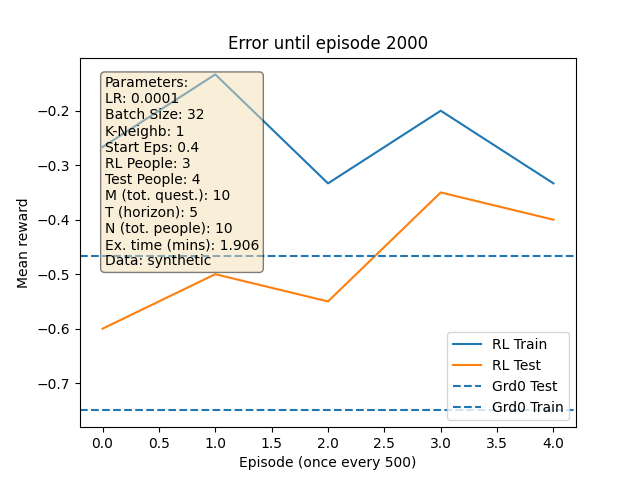 Error until episode 2000
Mean reward
−0.2
−0.3
−0.4
−0.5
−0.6
−0.7
Parameters:
LR: 0.0001
Batch Size: 32
K-Neighb: 1
Start Eps: 0.4
RL People: 3
Test People: 4
M (tot. quest.): 10
T (horizon): 5
N (tot. people): 10
Ex. time (mins): 1.906
Data: synthetic
RL Train
RL Test
Grd0 Test
Grd0 Train
0.0 0.5 1.0 1.5 2.0 2.5 3.0 3.5 4.0
Episode (once every 500)